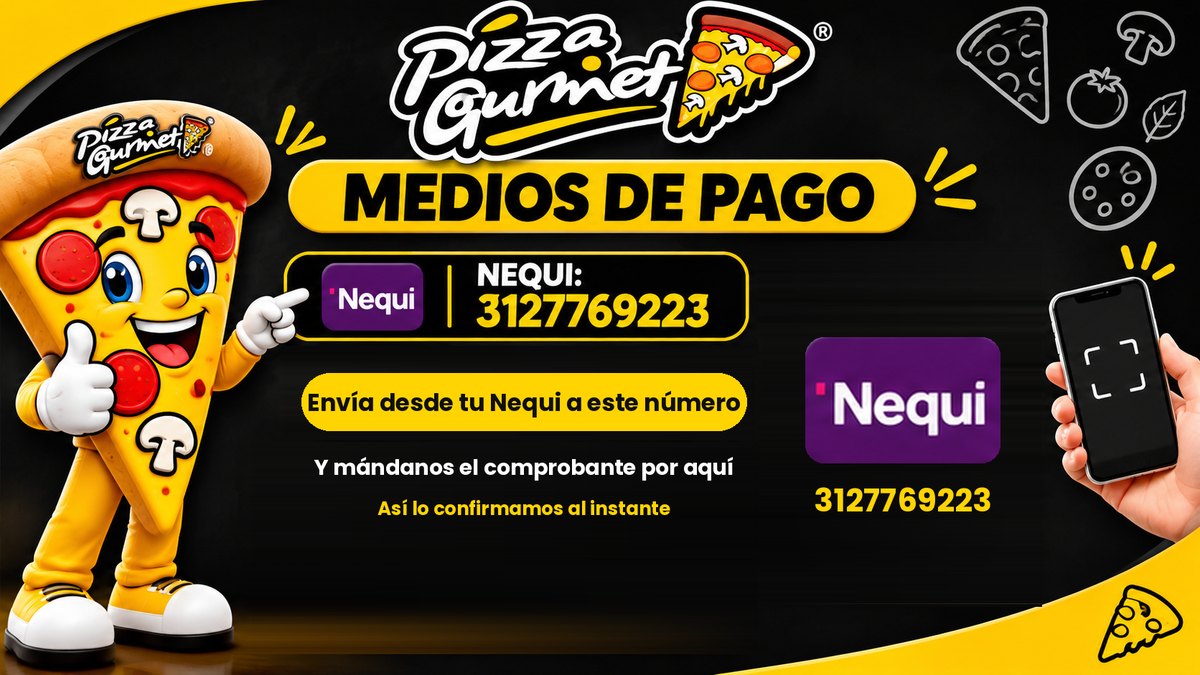 Pizza
Gurmet
®
Pizza
Gurmet
®
MEDIOS DE PAGO
Nequi
NEQUI:
3127769223
Envía desde tu Nequi a este número
Y mándanos el comprobante por aquí
Así lo confirmamos al instante
Nequi
3127769223